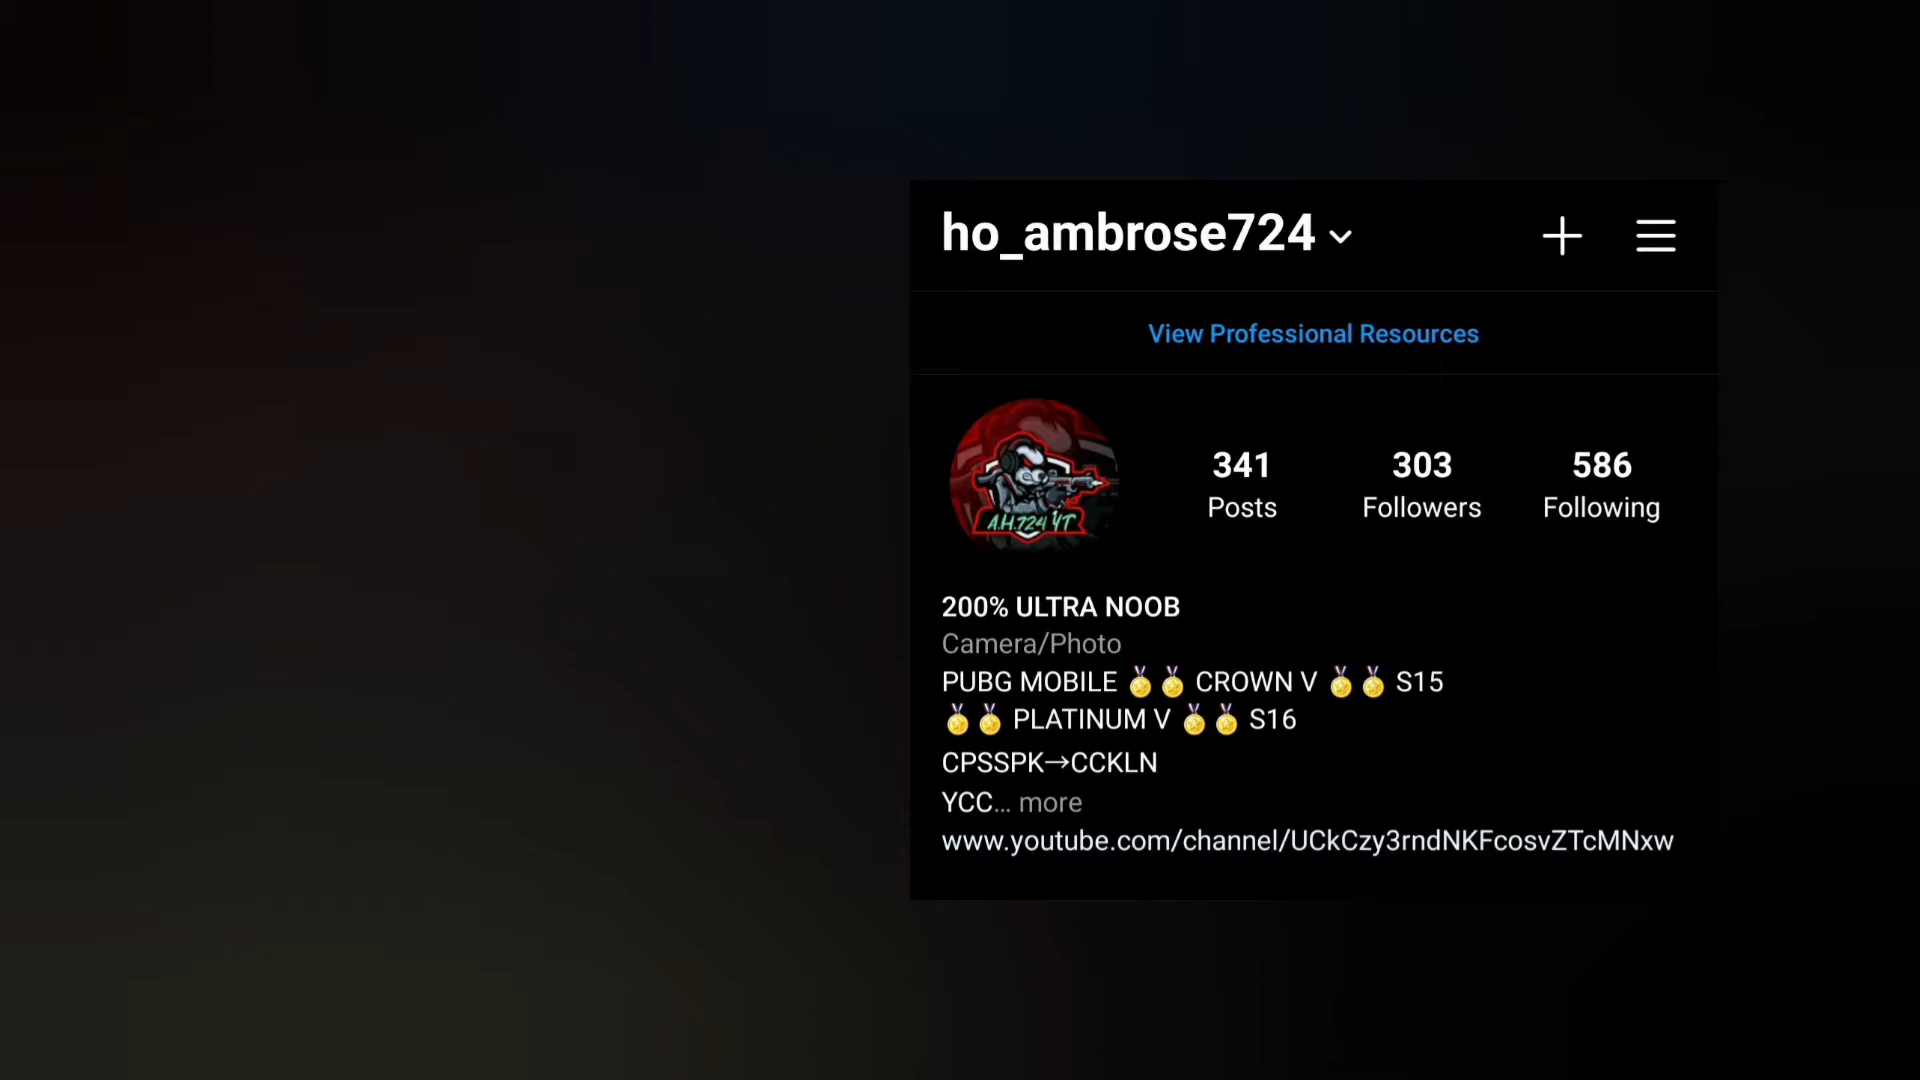 ho_ambrose724
View Professional Resources
A.H.724 YT
341
Posts
303
Followers
586
Following
200% ULTRA NOOB
Camera/Photo
PUBG MOBILE 🏅🏅 CROWN V 🏅🏅 S15
🏅🏅 PLATINUM V 🏅🏅 S16
CPSSPK→CCKLN
YCC... more
www.youtube.com/channel/UCkCzy3rndNKFcosvZTcMNxw